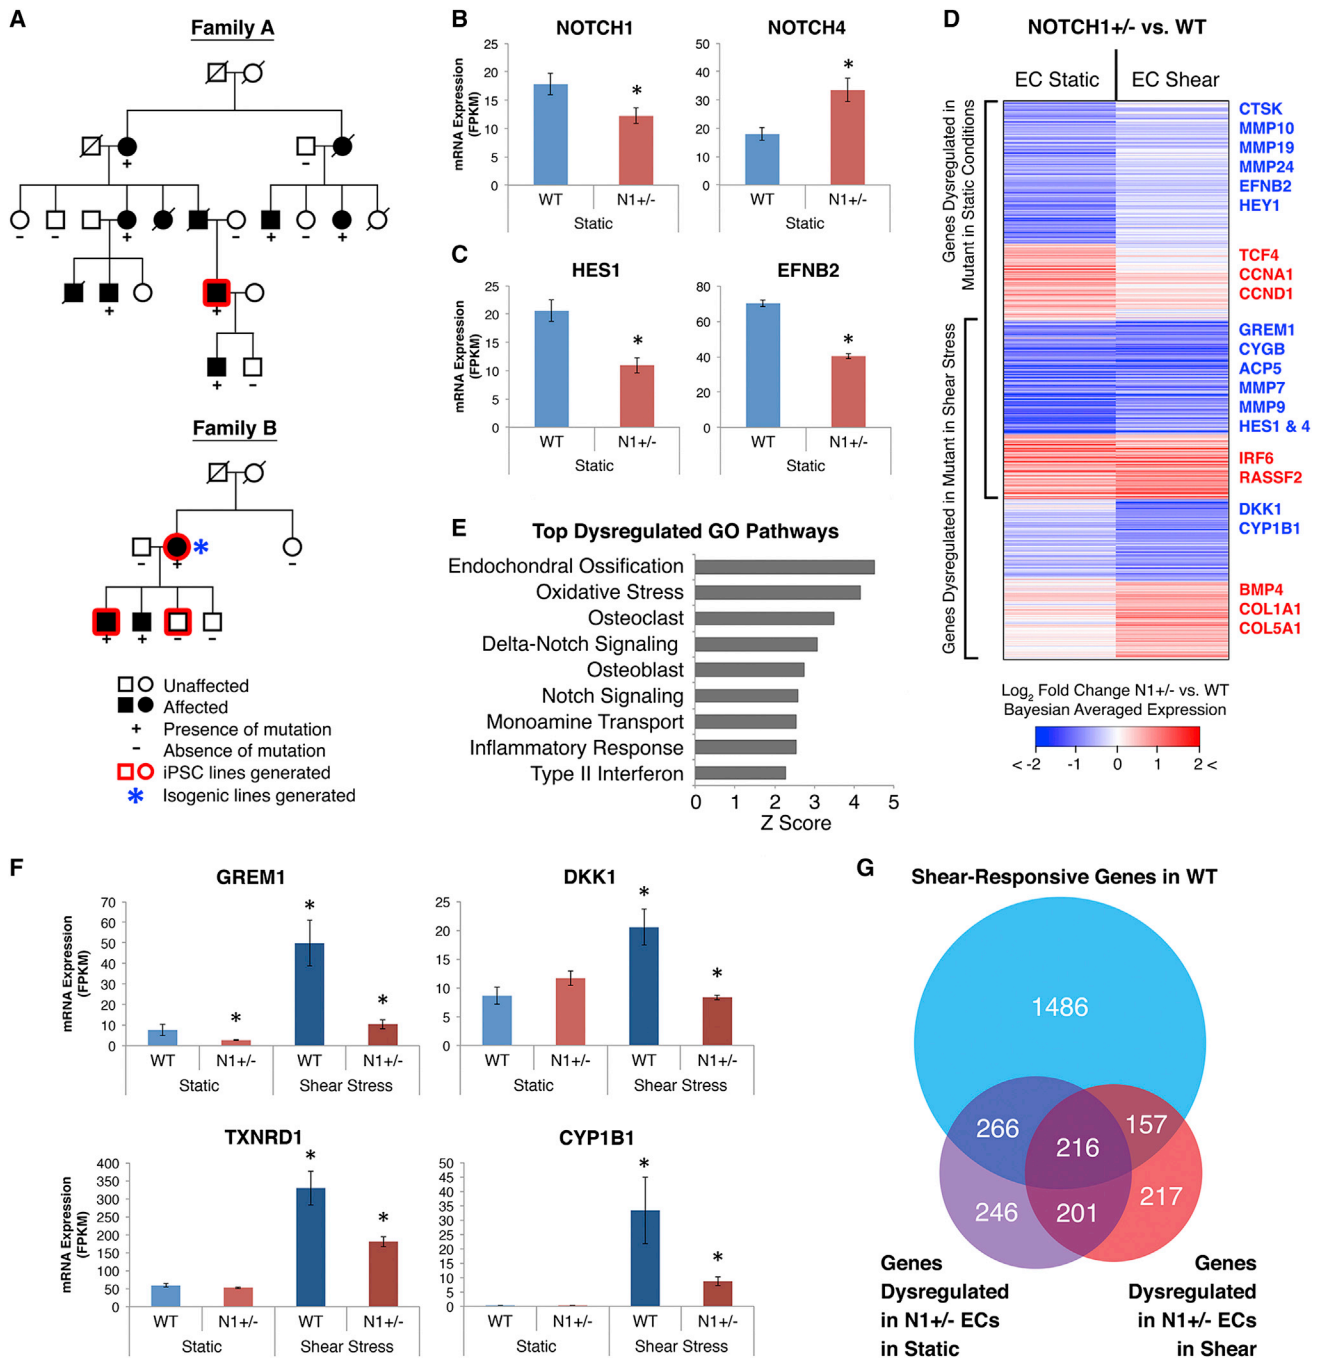 A
Family A
+
-
-
-
+
-
+
-
+
-
+
+
+
-
Family B
*
-
+
-
+
+
-
-
Unaffected
Affected
+ Presence of mutation
- Absence of mutation
iPSC lines generated
* Isogenic lines generated
B
NOTCH1
mRNA Expression
(FPKM)
25
20
15
10
5
0
*
WT N1+/-
Static
NOTCH4
50
40
30
20
10
0
*
WT N1+/-
Static
C
HES1
mRNA Expression
(FPKM)
25
20
15
10
5
0
*
WT N1+/-
Static
EFNB2
80
60
40
20
0
*
WT N1+/-
Static
D
NOTCH1+/- vs. WT
EC Static EC Shear
Genes Dysregulated in
Mutant in Static Conditions
Genes Dysregulated in Mutant in Shear Stress
CTSK
MMP10
MMP19
MMP24
EFNB2
HEY1
TCF4
CCNA1
CCND1
GREM1
CYGB
ACP5
MMP7
MMP9
HES1 & 4
IRF6
RASSF2
DKK1
CYP1B1
BMP4
COL1A1
COL5A1
Log2 Fold Change N1+/- vs. WT
Bayesian Averaged Expression
< -2 -1 0 1 2 <
E
Top Dysregulated GO Pathways
Endochondral Ossification
Oxidative Stress
Osteoclast
Delta-Notch Signaling
Osteoblast
Notch Signaling
Monoamine Transport
Inflammatory Response
Type II Interferon
0 1 2 3 4 5
Z Score
F
GREM1
mRNA Expression
(FPKM)
70
60
50
40
30
20
10
0
* * *
WT N1+/- WT N1+/-
Static Shear Stress
DKK1
25
20
15
10
5
0
* *
WT N1+/- WT N1+/-
Static Shear Stress
TXNRD1
mRNA Expression
(FPKM)
400
350
300
250
200
150
100
50
0
* *
WT N1+/- WT N1+/-
Static Shear Stress
CYP1B1
50
45
40
35
30
25
20
15
10
5
0
* *
WT N1+/- WT N1+/-
Static Shear Stress
G
Shear-Responsive Genes in WT
1486
266
216
157
246
201
217
Genes
Dysregulated
in N1+/- ECs
in Static
Genes
Dysregulated
in N1+/- ECs
in Shear